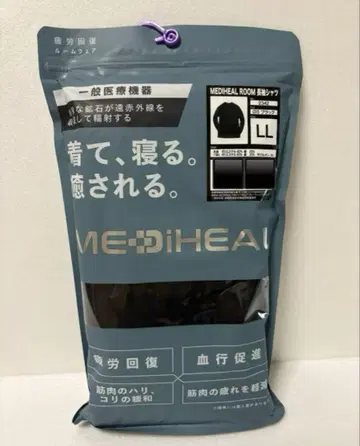 疲労回復
ルームウェア
一般医療機器
な鉱石が遠赤外線を
して輻射する
着て、寝る。
癒される。
MEDIHEAL ROOM 長袖シャツ
LL
MEDiHEAL
疲労回復
血行促進
筋肉のハリ、
コリの緩和
筋肉の疲れを軽減